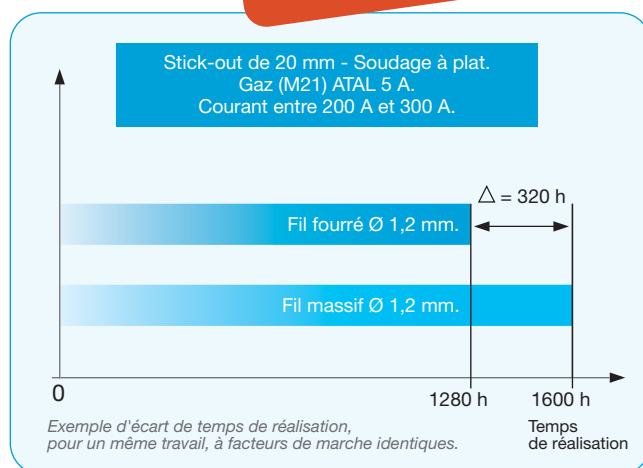 Stick-out de 20 mm - Soudage à plat.
Gaz (M21) ATAL 5 A.
Courant entre 200 A et 300 A.
△ = 320 h
Fil fourré Ø 1,2 mm.
Fil massif Ø 1,2 mm.
0
1280 h
1600 h
Exemple d'écart de temps de réalisation,
pour un même travail, à facteurs de marche identiques.
Temps
de réalisation